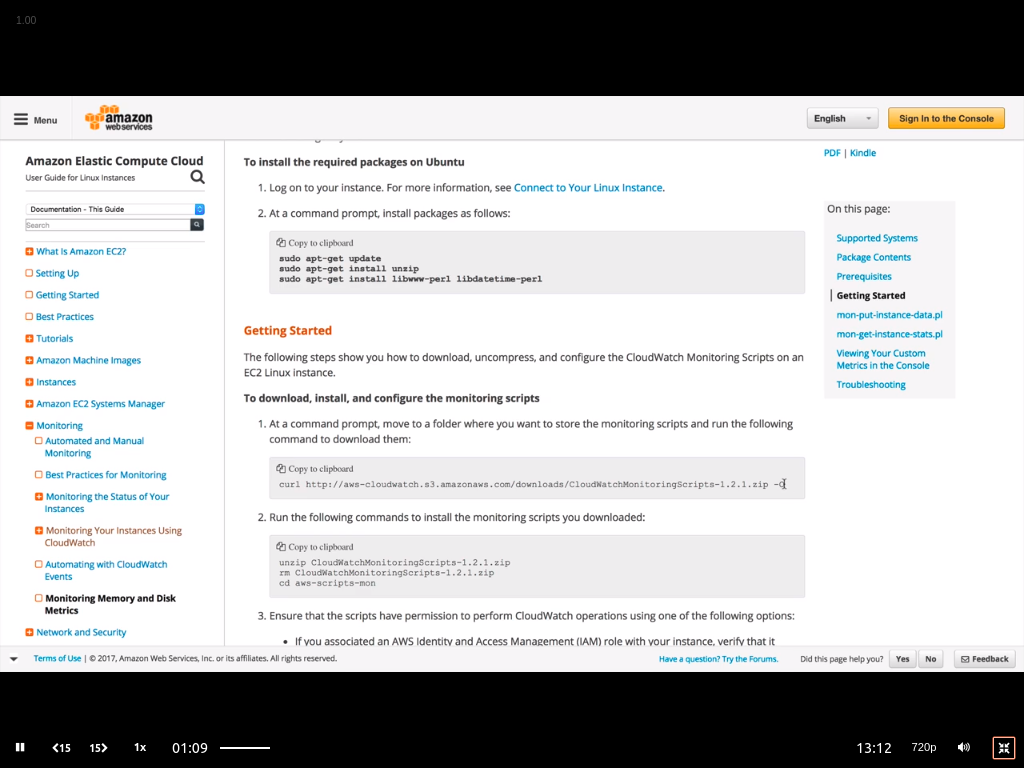 1.00
Menu
amazon
webservices
English
Sign In to the Console
Amazon Elastic Compute Cloud
User Guide for Linux Instances
Documentation - This Guide
Search
What Is Amazon EC2?
Setting Up
Getting Started
Best Practices
Tutorials
Amazon Machine Images
Instances
Amazon EC2 Systems Manager
Monitoring
Automated and Manual
Monitoring
Best Practices for Monitoring
Monitoring the Status of Your
Instances
Monitoring Your Instances Using
CloudWatch
Automating with CloudWatch
Events
Monitoring Memory and Disk
Metrics
Network and Security
To install the required packages on Ubuntu
1. Log on to your instance. For more information, see Connect to Your Linux Instance.
2. At a command prompt, install packages as follows:
Copy to clipboard
sudo apt-get update
sudo apt-get install unzip
sudo apt-get install libwww-perl libdatetime-perl
Getting Started
The following steps show you how to download, uncompress, and configure the CloudWatch Monitoring Scripts on an
EC2 Linux instance.
To download, install, and configure the monitoring scripts
1. At a command prompt, move to a folder where you want to store the monitoring scripts and run the following
command to download them:
Copy to clipboard
curl http://aws-cloudwatch.s3.amazonaws.com/downloads/CloudWatchMonitoringScripts-1.2.1.zip -O
2. Run the following commands to install the monitoring scripts you downloaded:
Copy to clipboard
unzip CloudWatchMonitoringScripts-1.2.1.zip
rm CloudWatchMonitoringScripts-1.2.1.zip
cd aws-scripts-mon
3. Ensure that the scripts have permission to perform CloudWatch operations using one of the following options:
• If you associated an AWS Identity and Access Management (IAM) role with your instance, verify that it
PDF | Kindle
On this page:
Supported Systems
Package Contents
Prerequisites
Getting Started
mon-put-instance-data.pl
mon-get-instance-stats.pl
Viewing Your Custom
Metrics in the Console
Troubleshooting
Terms of Use | © 2017, Amazon Web Services, Inc. or its affiliates. All rights reserved.
Have a question? Try the Forums.
Did this page help you?
Yes
No
Feedback
15
15
1x
01:09
13:12
720p